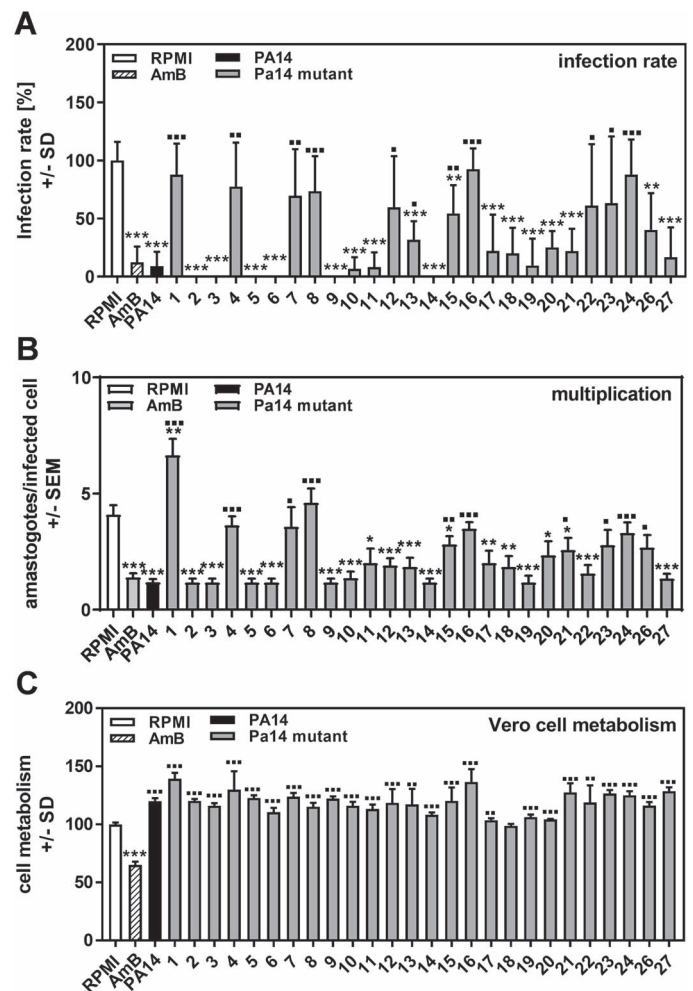 A
200
150
100
50
0
Infection rate [%]
+/- SD
RPMI
AmB
PA14
Pa14 mutant
infection rate
RPMI AmB PA14 1 2 3 4 5 6 7 8 9 10 11 12 13 14 15 16 17 18 19 20 21 22 23 24 26 27
B
10
5
0
amastogotes/infected cell
+/- SEM
RPMI
AmB
PA14
Pa14 mutant
multiplication
RPMI AmB PA14 1 2 3 4 5 6 7 8 9 10 11 12 13 14 15 16 17 18 19 20 21 22 23 24 26 27
C
200
150
100
50
0
cell metabolism
+/- SD
RPMI
AmB
PA14
Pa14 mutant
Vero cell metabolism
RPMI AmB PA14 1 2 3 4 5 6 7 8 9 10 11 12 13 14 15 16 17 18 19 20 21 22 23 24 26 27